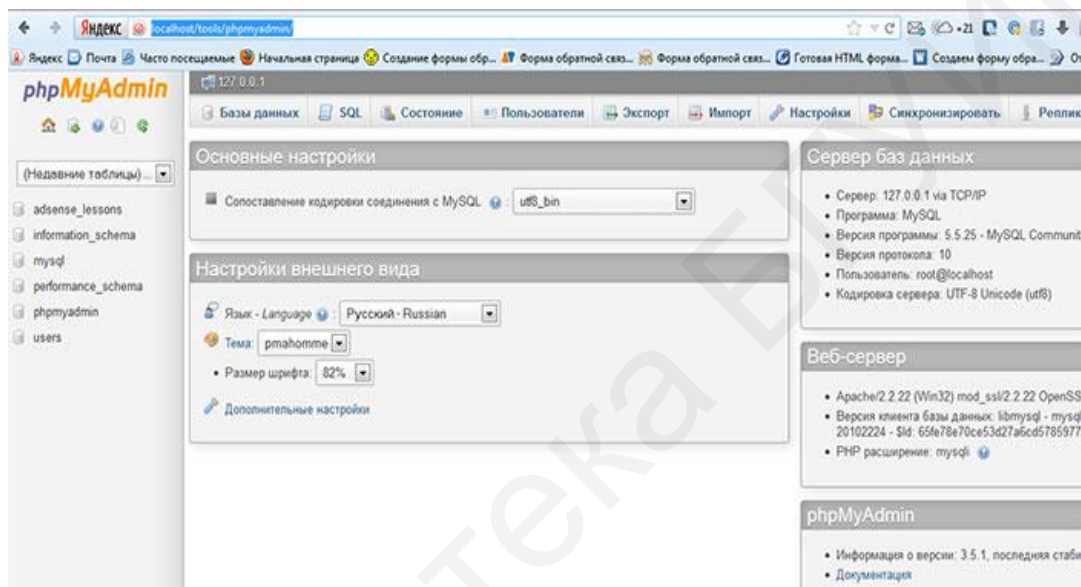 Яндекс localhost/tools/phpmyadmin/ +21
Яндекс Почта Часто посещаемые Начальная страница Создание формы обр... Форма обратной связ... Форма обратной связ... Готовая HTML форма... Создаем форму обра...
phpMyAdmin
127.0.0.1
Базы данных SQL Состояние Пользователи Экспорт Импорт Настройки Синхронизировать Реплик
(Недавние таблицы) ...
adsense_lessons
information_schema
mysql
performance_schema
phpmyadmin
users
Основные настройки
Сопоставление кодировки соединения с MySQL : utf8_bin
Настройки внешнего вида
Язык - Language : Русский - Russian
Тема: pmahomme
Размер шрифта: 82%
Дополнительные настройки
Сервер баз данных
Сервер: 127.0.0.1 via TCP/IP
Программа: MySQL
Версия программы: 5.5.25 - MySQL Communit
Версия протокола: 10
Пользователь: root@localhost
Кодировка сервера: UTF-8 Unicode (utf8)
Веб-сервер
Apache/2.2.22 (Win32) mod_ssl/2.2.22 OpenSS
Версия клиента базы данных: libmysql - mysql
20102224 - $Id: 65fe78e70ce53d27a6cd5785977
PHP расширение: mysqli
phpMyAdmin
Информация о версии: 3.5.1, последняя стаби
Документация
тека БГУИ